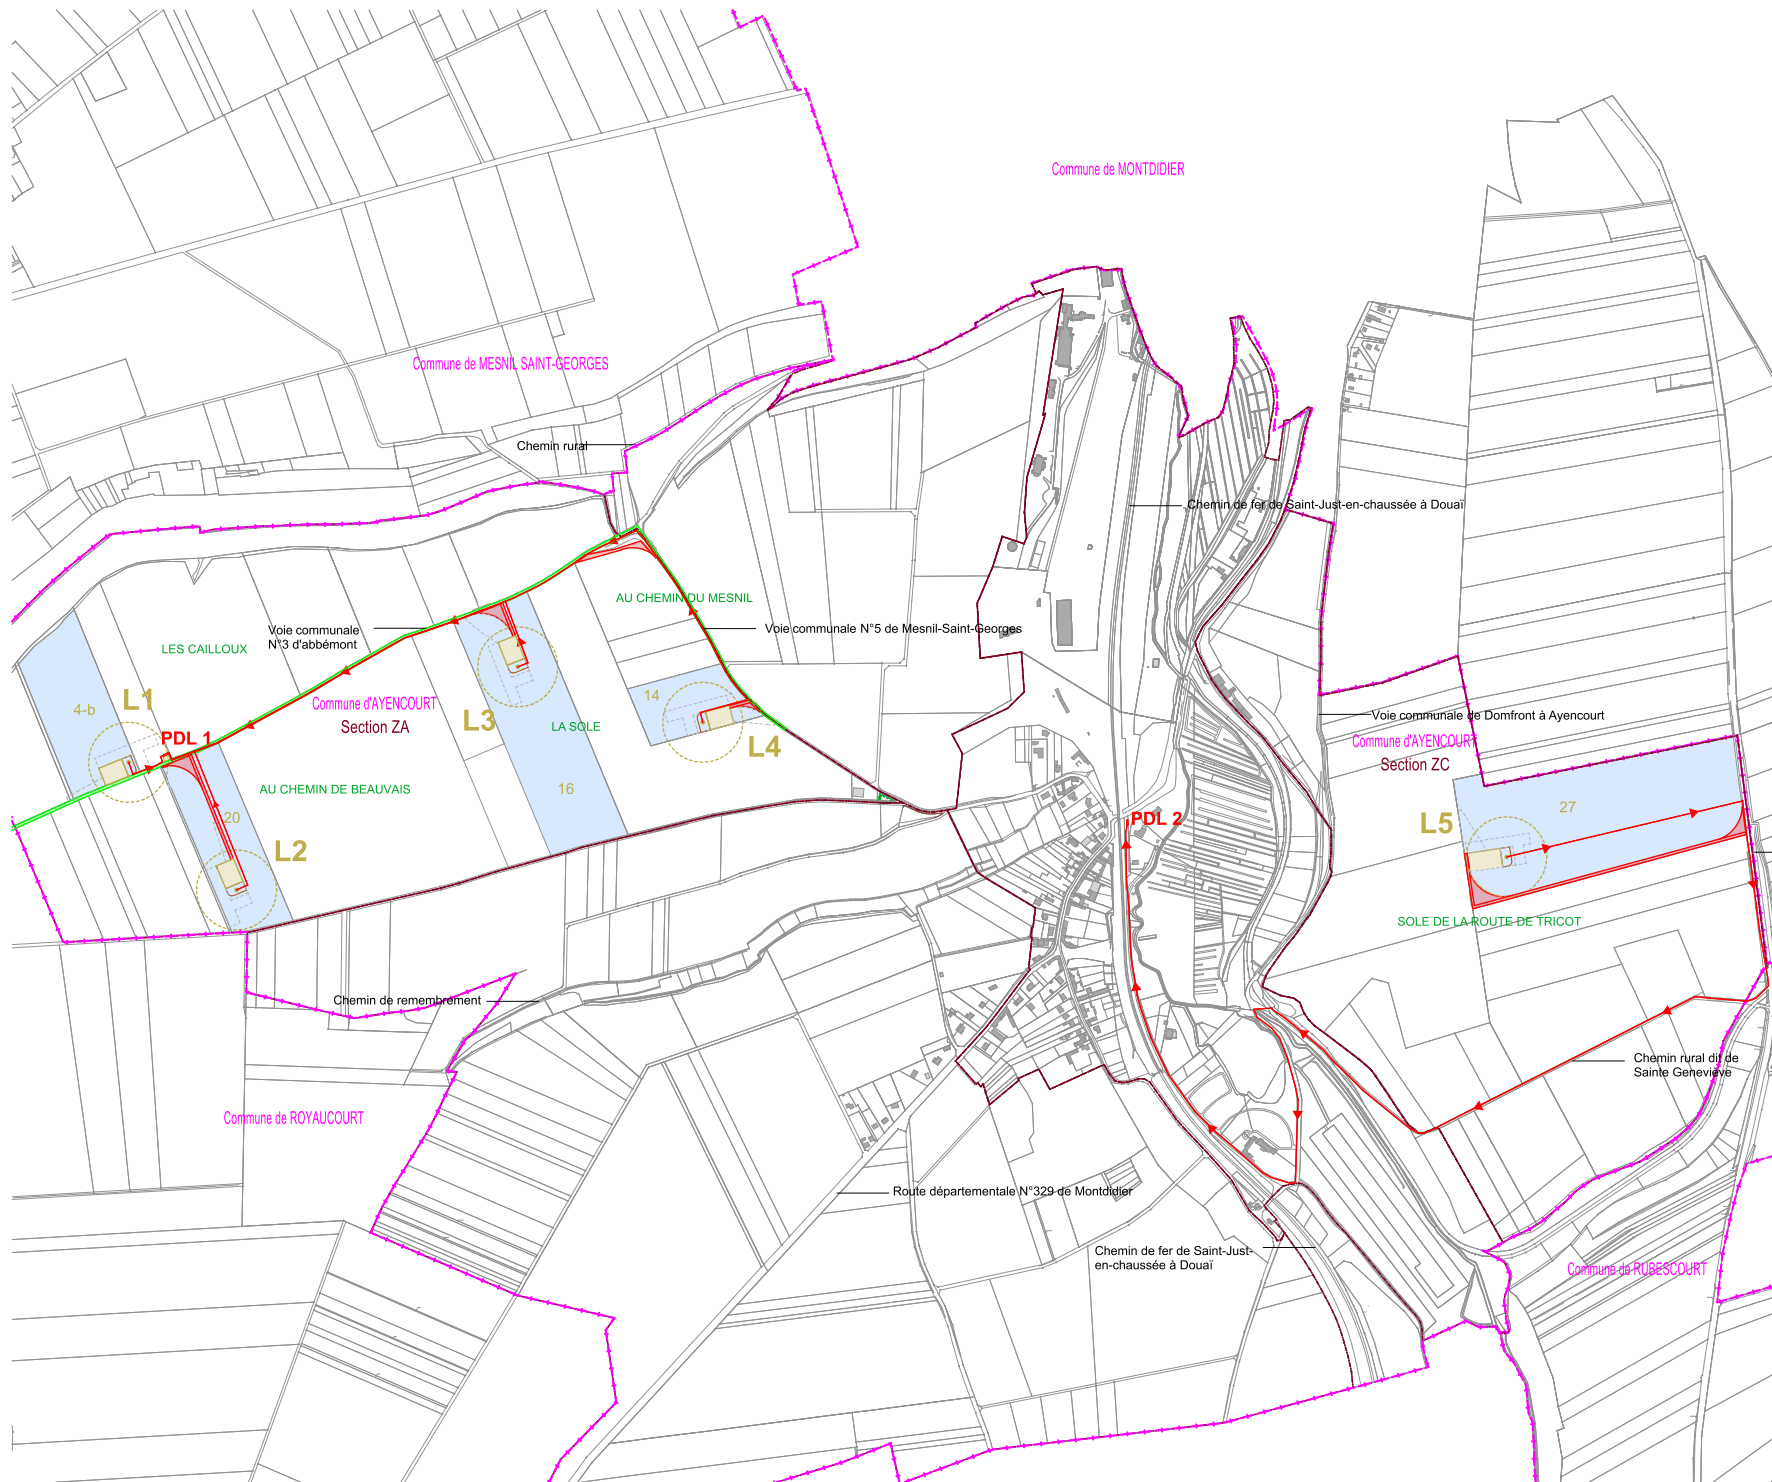 Commune de MONTDIDIER
Commune de MESNIL SAINT-GEORGES
Chemin rural
Chemin de fer de Saint-Just-en-chaussée à Douaï
AU CHEMIN DU MESNIL
Voie communale N°5 de Mesnil-Saint-Georges
Voie communale
N°3 d'abbémont
LES CAILLOUX
L1
4-b
PDL 1
Commune d'AYENCOURT
Section ZA
L3
LA SOLE
14
L4
AU CHEMIN DE BEAUVAIS
16
20
L2
Voie communale de Domfront à Ayencourt
Commune d'AYENCOURT
Section ZC
PDL 2
L5
27
SOLE DE LA ROUTE DE TRICOT
Chemin de remembrement
Chemin rural dit de
Sainte Geneviève
Commune de ROYAUCOURT
Route départementale N°329 de Montdidier
Chemin de fer de Saint-Just-
en-chaussée à Douaï
Commune de RUBESCOURT